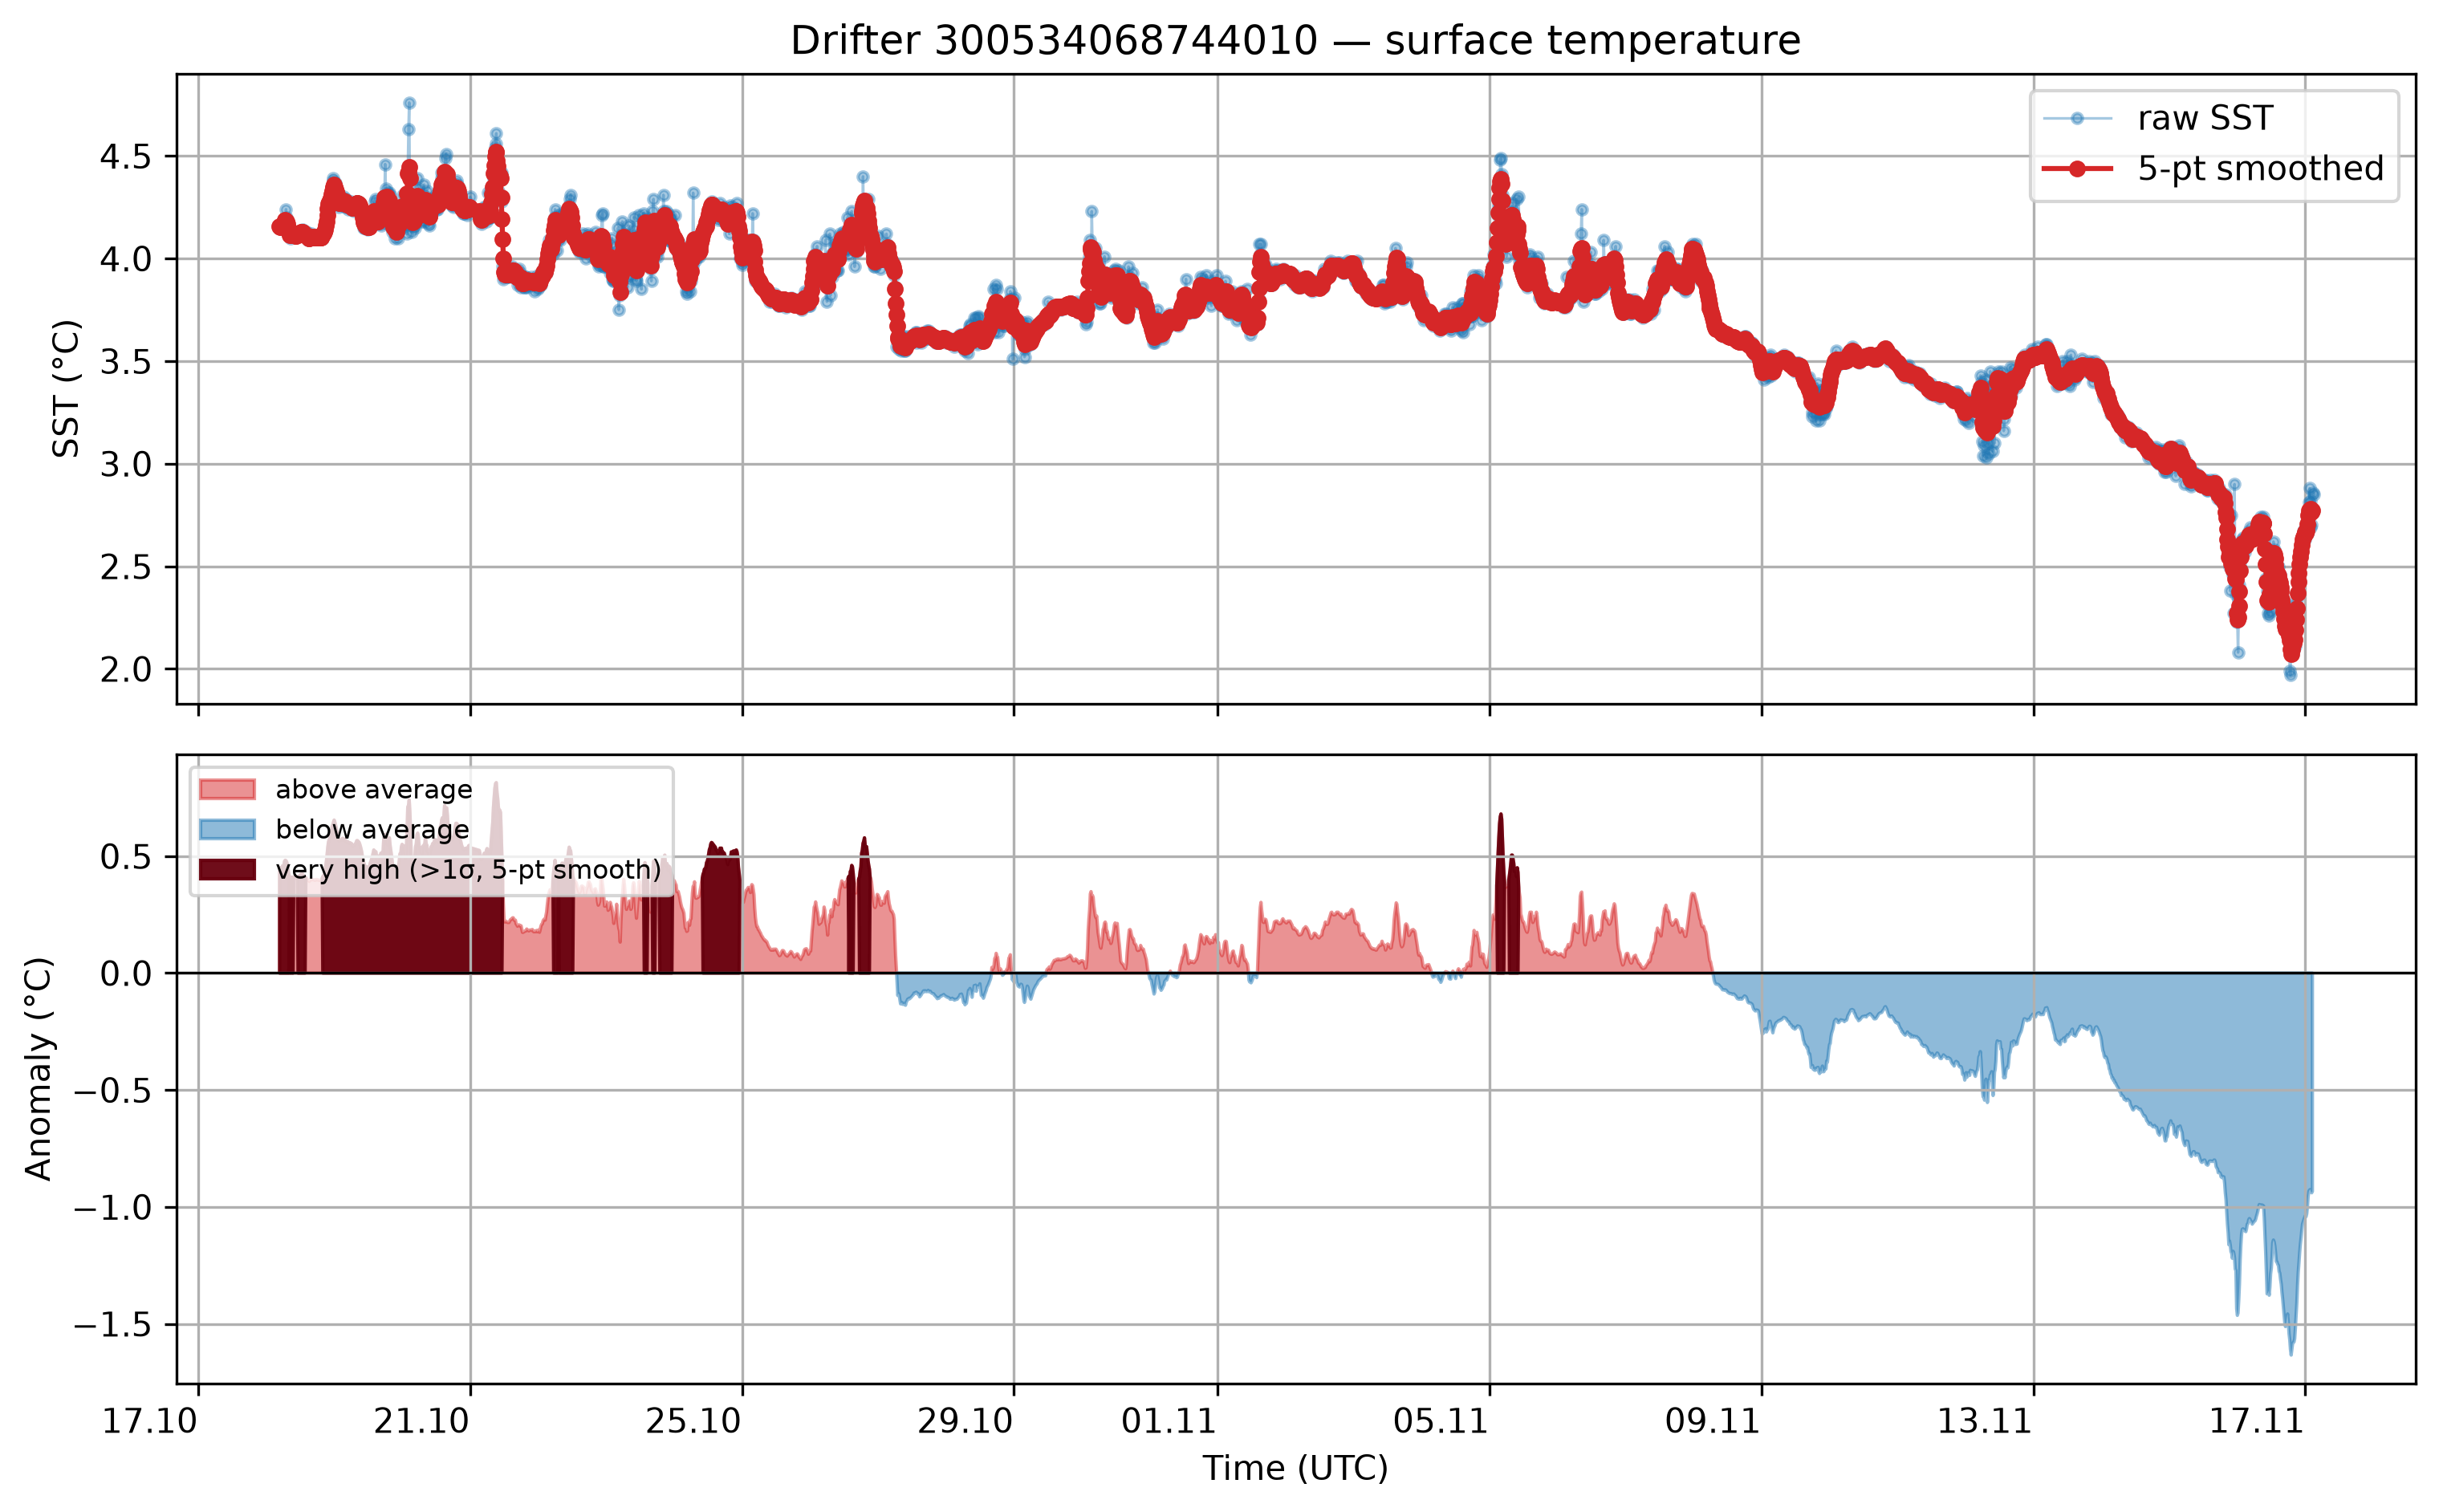 Drifter 300534068744010 — surface temperature
SST (°C)
4.5
4.0
3.5
3.0
2.5
2.0
raw SST
5-pt smoothed
Anomaly (°C)
0.5
0.0
−0.5
−1.0
−1.5
above average
below average
very high (>1σ, 5-pt smooth)
17.10 21.10 25.10 29.10 01.11 05.11 09.11 13.11 17.11
Time (UTC)